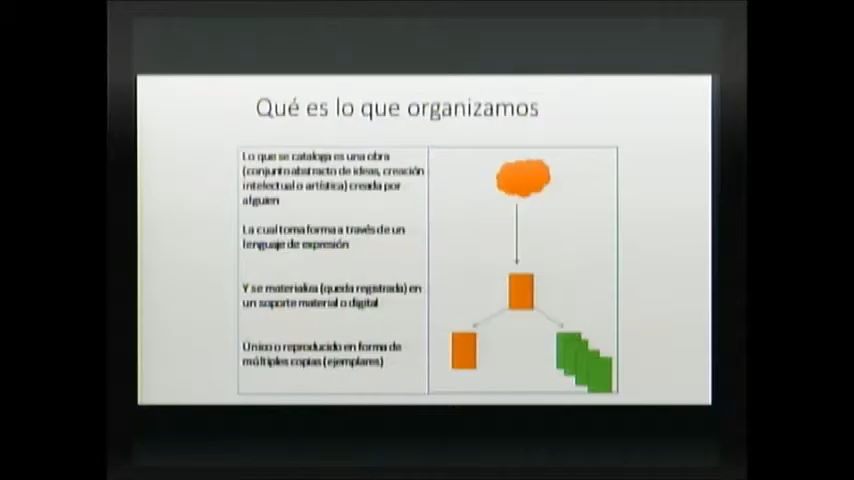 Qué es lo que organizamos
Lo que se cataloga es una obra
(conjunto abstracto de ideas, creación
intelectual o artística) creada por
alguien
La cual toma forma a través de un
lenguaje de expresión
Y se materializa (queda registrada) en
un soporte material o digital
Único o reproducido en forma de
múltiples copias (ejemplares)